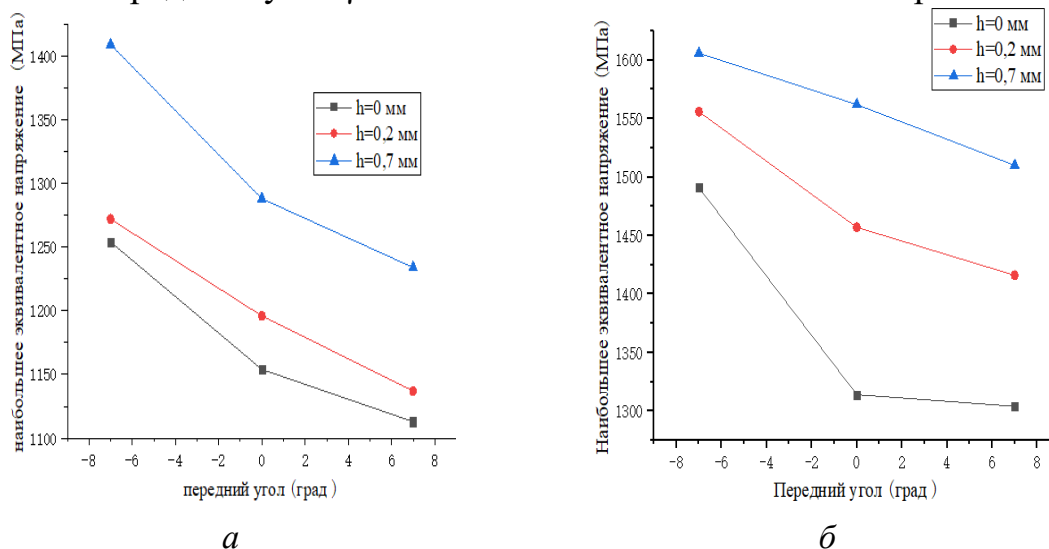 h=0 мм
h=0,2 мм
h=0,7 мм
наибольшее эквивалентное напряжение (МПа)
1400
1350
1300
1250
1200
1150
1100
-8 -6 -4 -2 0 2 4 6 8
передний угол (град )
а
h=0 мм
h=0,2 мм
h=0,7 мм
Наибольшее эквивалентное напряжение (МПа)
1600
1550
1500
1450
1400
1350
1300
-8 -6 -4 -2 0 2 4 6 8
Передний угол (град )
б